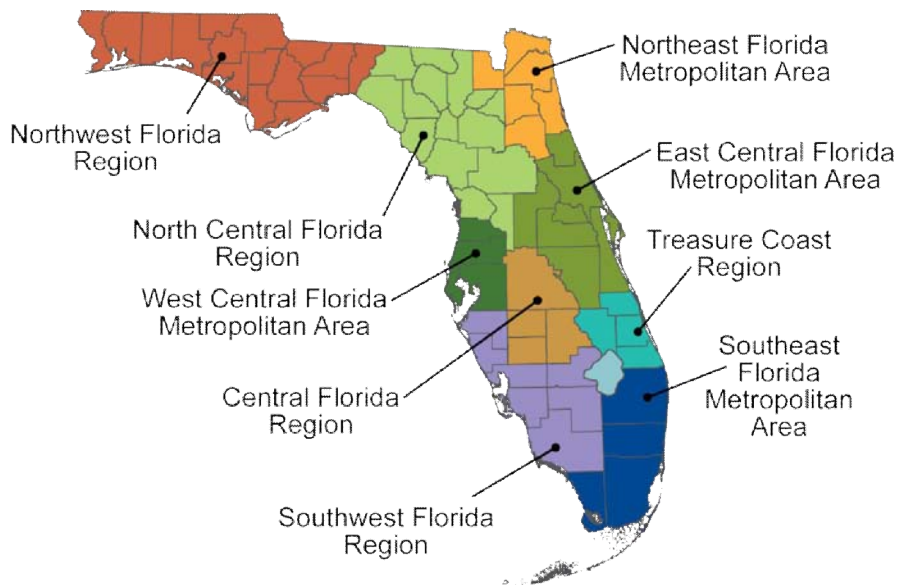 Northeast Florida
Metropolitan Area
Northwest Florida
Region
East Central Florida
Metropolitan Area
North Central Florida
Region
Treasure Coast
Region
West Central Florida
Metropolitan Area
Southeast
Florida
Metropolitan
Area
Central Florida
Region
Southwest Florida
Region